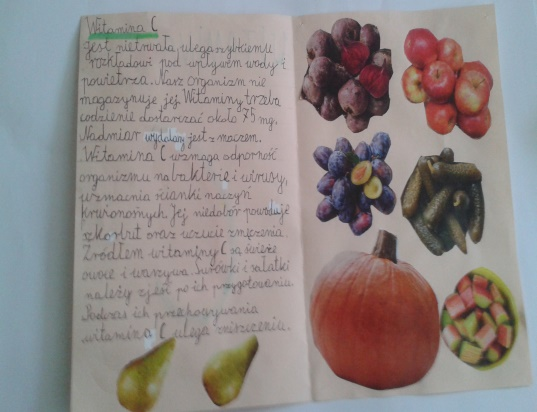 Witamina C
jest nietrwała, ulega szybkiemu
rozkładowi pod wpływem wody i
powietrza. Nasz organizm nie
magazynuje jej. Witaminy trzeba
codzienie dostarczać około 75 mg.
Nadmiar wydalany jest z moczem.
Witamina C wzmaga odporność
organizmu na bakterie i wirusy,
wzmacnia ścianki naczyń
krwionośnych. Jej niedobór powoduje
szkorbut oraz uczucie zmęczenia.
Źródłem witaminy C są świeże
owoce i warzywa. Surówki i sałatki
należy zjeść po ich przygotowaniu.
Podczas ich przechowywania
witamina C ulega zniszczeniu.